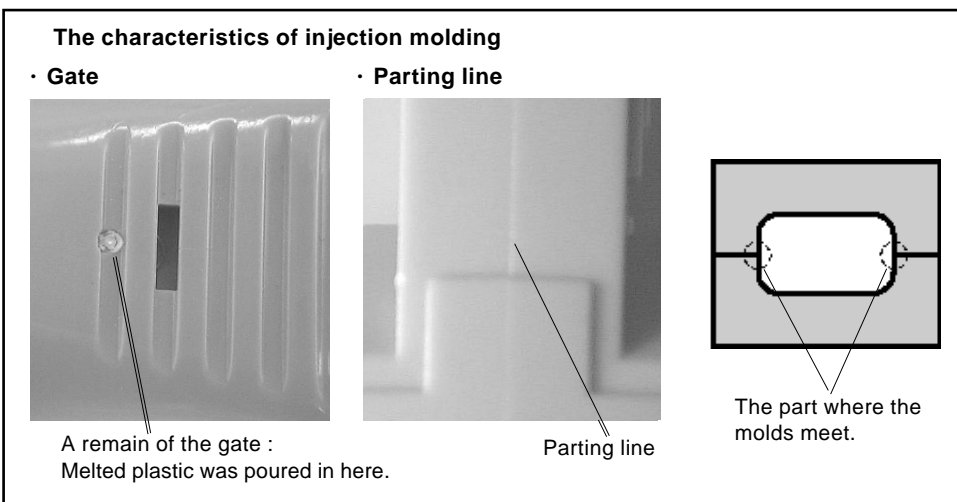 The characteristics of injection molding
· Gate
· Parting line
A remain of the gate :
Melted plastic was poured in here.
Parting line
The part where the
molds meet.